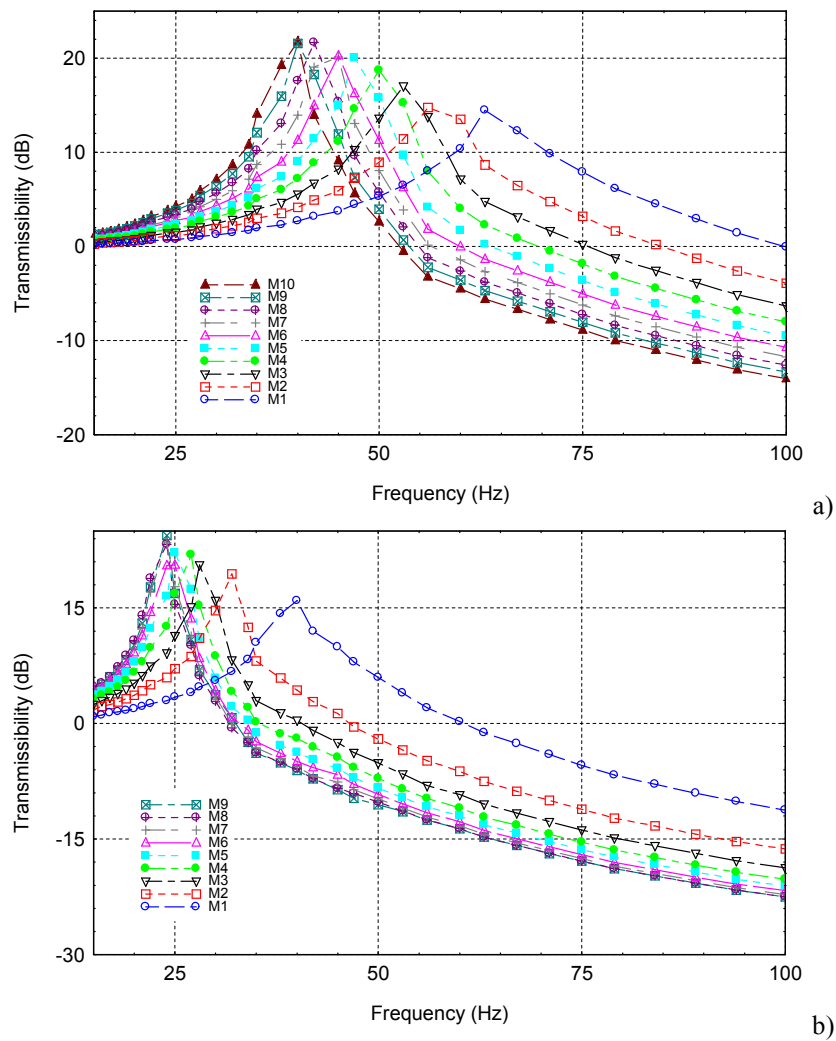 20
10
0
-10
-20
Transmissibility (dB)
M10
M9
M8
M7
M6
M5
M4
M3
M2
M1
25
50
75
100
Frequency (Hz)
a)
15
0
-15
-30
Transmissibility (dB)
M9
M8
M7
M6
M5
M4
M3
M2
M1
25
50
75
100
Frequency (Hz)
b)